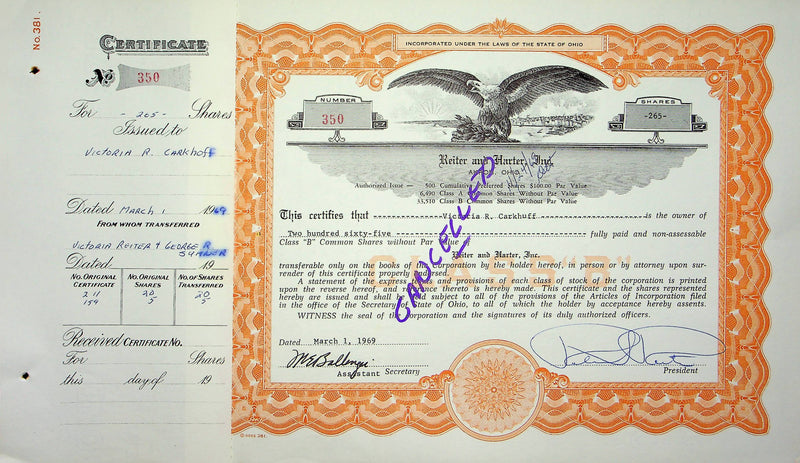 No. 381.
CERTIFICATE
No 350
For - 265 - Shares
Issued to
VICTORIA R. CARKHUFF
Dated MARCH 1 1969
FROM WHOM TRANSFERRED
VICTORIA REITER & GEORGE R
Dated 19
NO. ORIGINAL CERTIFICATE NO. ORIGINAL SHARES NO. OF SHARES TRANSFERRED
211 20 20
159 5 5
Received CERTIFICATE NO.
For Shares
this day of 19
INCORPORATED UNDER THE LAWS OF THE STATE OF OHIO
NUMBER
350
SHARES
-265-
Reiter and Harter, Inc.
AKRON, OHIO
Authorized Issue — 500 Cumulative Preferred Shares $100.00 Par Value
6,490 Class A Common Shares Without Par Value
33,510 Class B Common Shares Without Par Value
This certifies that Victoria R. Carkhuff is the owner of
Two hundred sixty-five fully paid and non-assessable
Class "B" Common Shares without Par Value
Reiter and Harter, Inc.
CLASS "B"
transferable only on the books of the corporation by the holder hereof, in person or by attorney upon surrender of this certificate properly endorsed.
A statement of the express terms and provisions of each class of stock of the corporation is printed
upon the reverse hereof, and reference thereto is hereby made. This certificate and the shares represented
hereby are issued and shall be held subject to all of the provisions of the Articles of Incorporation filed
in the office of the Secretary of State of Ohio, to all of which the holder by acceptance hereby assents.
WITNESS the seal of the corporation and the signatures of its duly authorized officers.
CANCELLED
Dated March 1, 1969
Assistant Secretary
President